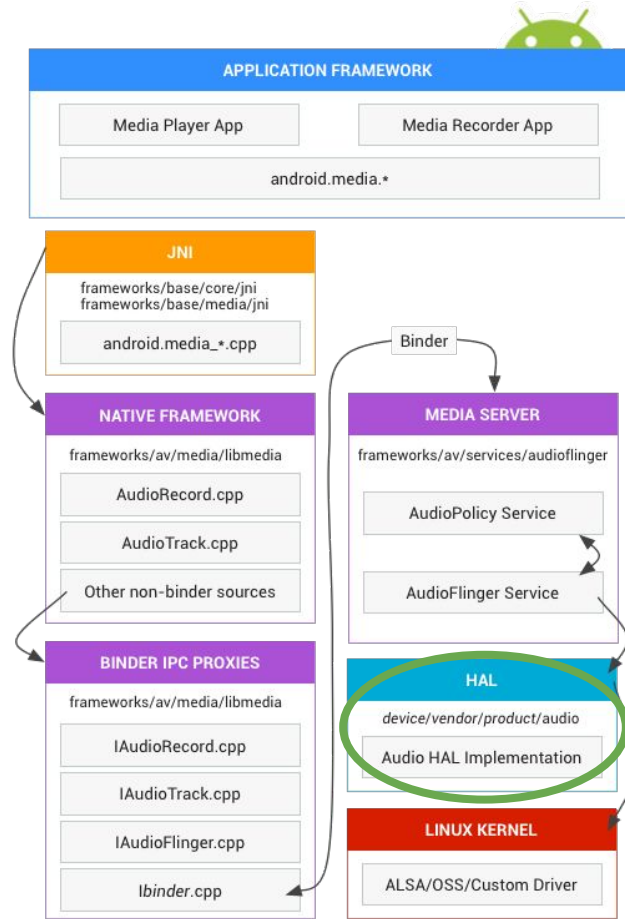 APPLICATION FRAMEWORK
Media Player App
Media Recorder App
android.media.*
JNI
frameworks/base/core/jni
frameworks/base/media/jni
android.media_*.cpp
Binder
NATIVE FRAMEWORK
frameworks/av/media/libmedia
AudioRecord.cpp
AudioTrack.cpp
Other non-binder sources
MEDIA SERVER
frameworks/av/services/audioflinger
AudioPolicy Service
AudioFlinger Service
BINDER IPC PROXIES
frameworks/av/media/libmedia
IAudioRecord.cpp
IAudioTrack.cpp
IAudioFlinger.cpp
Ibinder.cpp
HAL
device/vendor/product/audio
Audio HAL Implementation
LINUX KERNEL
ALSA/OSS/Custom Driver